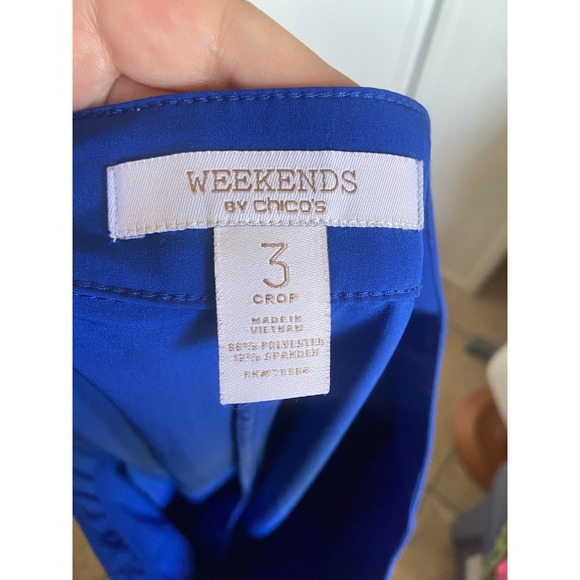 WEEKENDS
BY CHICO'S
3
CROP
MADE IN
VIETNAM
88% POLYESTER
12% SPANDEX